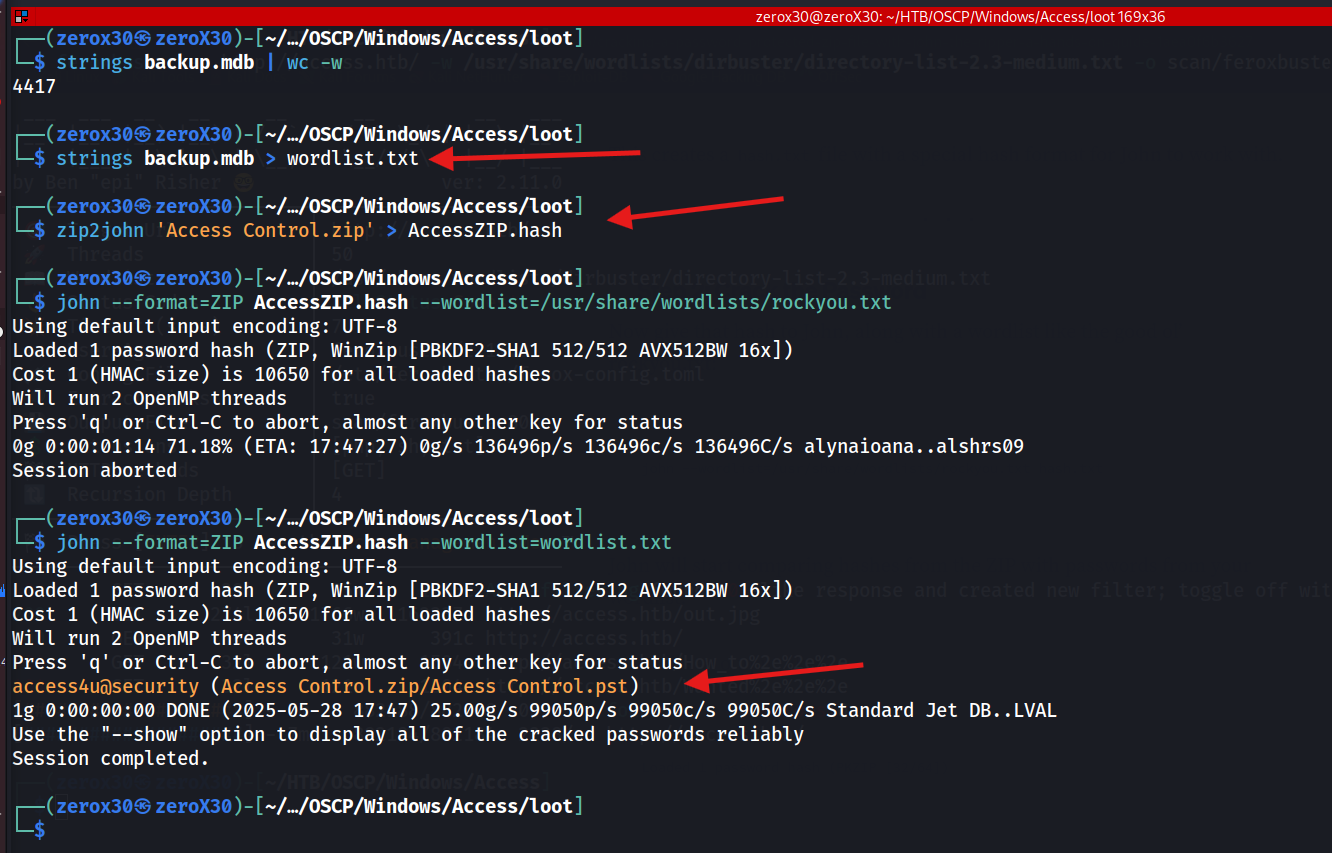 zerox30@zeroX30: ~/HTB/OSCP/Windows/Access/loot 169x36
┌──(zerox30㉿zeroX30)-[~/…/OSCP/Windows/Access/loot]
└─$ strings backup.mdb | wc -w
4417
┌──(zerox30㉿zeroX30)-[~/…/OSCP/Windows/Access/loot]
└─$ strings backup.mdb > wordlist.txt
┌──(zerox30㉿zeroX30)-[~/…/OSCP/Windows/Access/loot]
└─$ zip2john 'Access Control.zip' > AccessZIP.hash
┌──(zerox30㉿zeroX30)-[~/…/OSCP/Windows/Access/loot]
└─$ john --format=ZIP AccessZIP.hash --wordlist=/usr/share/wordlists/rockyou.txt
Using default input encoding: UTF-8
Loaded 1 password hash (ZIP, WinZip [PBKDF2-SHA1 512/512 AVX512BW 16x])
Cost 1 (HMAC size) is 10650 for all loaded hashes
Will run 2 OpenMP threads
Press 'q' or Ctrl-C to abort, almost any other key for status
0g 0:00:01:14 71.18% (ETA: 17:47:27) 0g/s 136496p/s 136496c/s 136496C/s alynaioana..alshrs09
Session aborted
┌──(zerox30㉿zeroX30)-[~/…/OSCP/Windows/Access/loot]
└─$ john --format=ZIP AccessZIP.hash --wordlist=wordlist.txt
Using default input encoding: UTF-8
Loaded 1 password hash (ZIP, WinZip [PBKDF2-SHA1 512/512 AVX512BW 16x])
Cost 1 (HMAC size) is 10650 for all loaded hashes
Will run 2 OpenMP threads
Press 'q' or Ctrl-C to abort, almost any other key for status
access4u@security (Access Control.zip/Access Control.pst)
1g 0:00:00:00 DONE (2025-05-28 17:47) 25.00g/s 99050p/s 99050c/s 99050C/s Standard Jet DB..LVAL
Use the "--show" option to display all of the cracked passwords reliably
Session completed.
┌──(zerox30㉿zeroX30)-[~/…/OSCP/Windows/Access/loot]
└─$